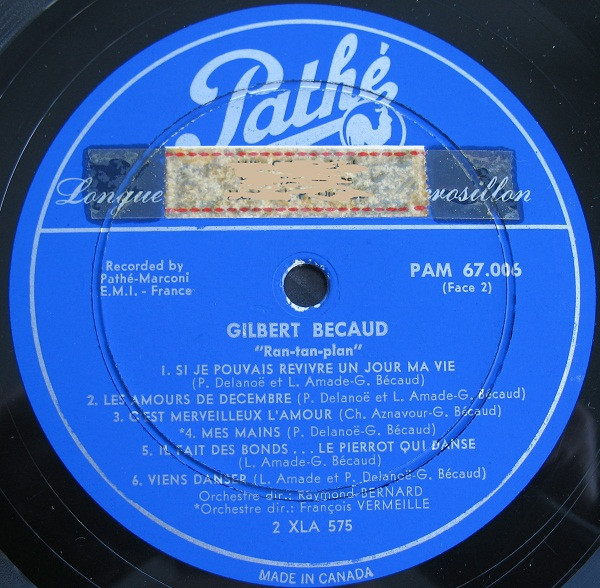 Pathé
Longue crosillon
Recorded by
Pathé-Marconi
E.M.I. - France
PAM 67.006
(Face 2)
GILBERT BECAUD
"Ran-tan-plan"
1. SI JE POUVAIS REVIVRE UN JOUR MA VIE
(P. Delanoë et L. Amade-G. Bécaud)
2. LES AMOURS DE DECEMBRE (P. Delanoë et L. Amade-G. Bécaud)
3. C'EST MERVEILLEUX L'AMOUR (Ch. Aznavour-G. Bécaud)
*4. MES MAINS (P. Delanoë-G. Bécaud)
5. IL FAIT DES BONDS... LE PIERROT QUI DANSE
(L. Amade-G. Bécaud)
6. VIENS DANSER (L. Amade et P. Delanoë-G. Bécaud)
Orchestre dir.: Raymond BERNARD
*Orchestre dir.: François VERMEILLE
2 XLA 575
MADE IN CANADA